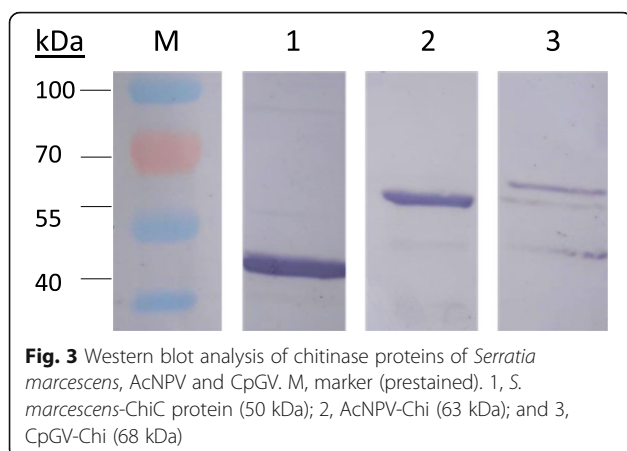 kDa M 1 2 3
100
70
55
40
Fig. 3 Western blot analysis of chitinase proteins of Serratia
marcescens, AcNPV and CpGV. M, marker (prestained). 1, S.
marcescens-ChiC protein (50 kDa); 2, AcNPV-Chi (63 kDa); and 3,
CpGV-Chi (68 kDa)